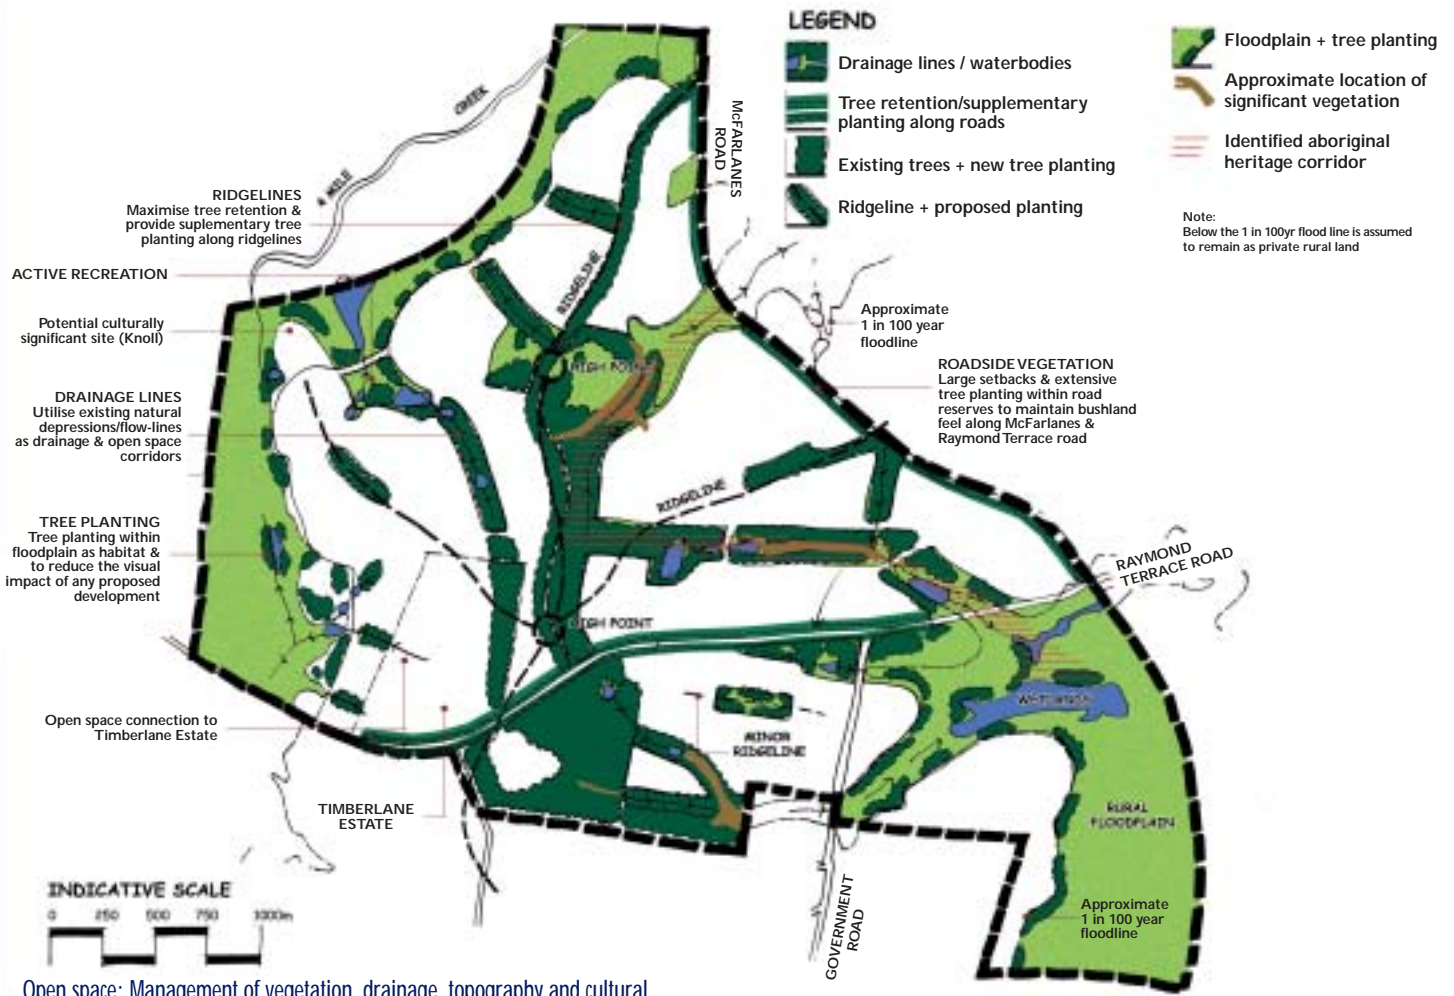 LEGEND
Drainage lines / waterbodies
Tree retention/supplementary
planting along roads
Existing trees + new tree planting
Ridgeline + proposed planting
Floodplain + tree planting
Approximate location of
significant vegetation
Identified aboriginal
heritage corridor
Note:
Below the 1 in 100yr flood line is assumed
to remain as private rural land
4 MILE
CREEK
McFARLANES
ROAD
RIDGELINES
Maximise tree retention &
provide suplementary tree
planting along ridgelines
ACTIVE RECREATION
Potential culturally
significant site (Knoll)
DRAINAGE LINES
Utilise existing natural
depressions/flow-lines
as drainage & open space
corridors
TREE PLANTING
Tree planting within
floodplain as habitat &
to reduce the visual
impact of any proposed
development
Open space connection to
Timberlane Estate
TIMBERLANE
ESTATE
RIDGELINE
HIGH POINT
RIDGELINE
HIGH POINT
Approximate
1 in 100 year
floodline
ROADSIDE VEGETATION
Large setbacks & extensive
tree planting within road
reserves to maintain bushland
feel along McFarlanes &
Raymond Terrace road
RAYMOND
TERRACE ROAD
WETLANDS
MINOR
RIDGELINE
RURAL
FLOODPLAIN
Approximate
1 in 100 year
floodline
GOVERNMENT
ROAD
INDICATIVE SCALE
0 250 500 750 1000m
Open space: Management of vegetation, drainage, topography and cultural